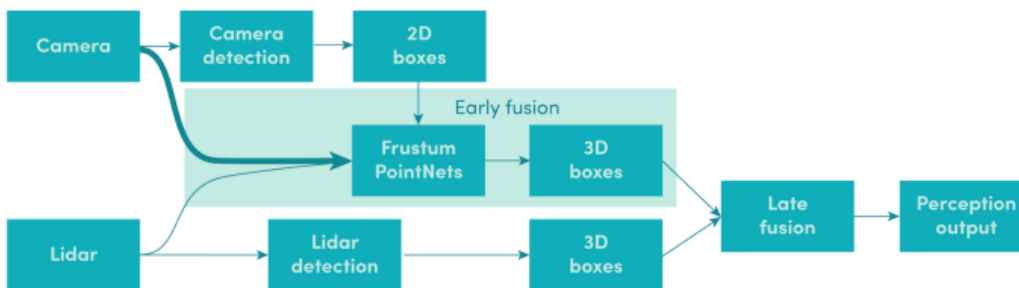 Camera
Camera
detection
2D
boxes
Early fusion
Frustum
PointNets
3D
boxes
Lidar
Lidar
detection
3D
boxes
Late
fusion
Perception
output